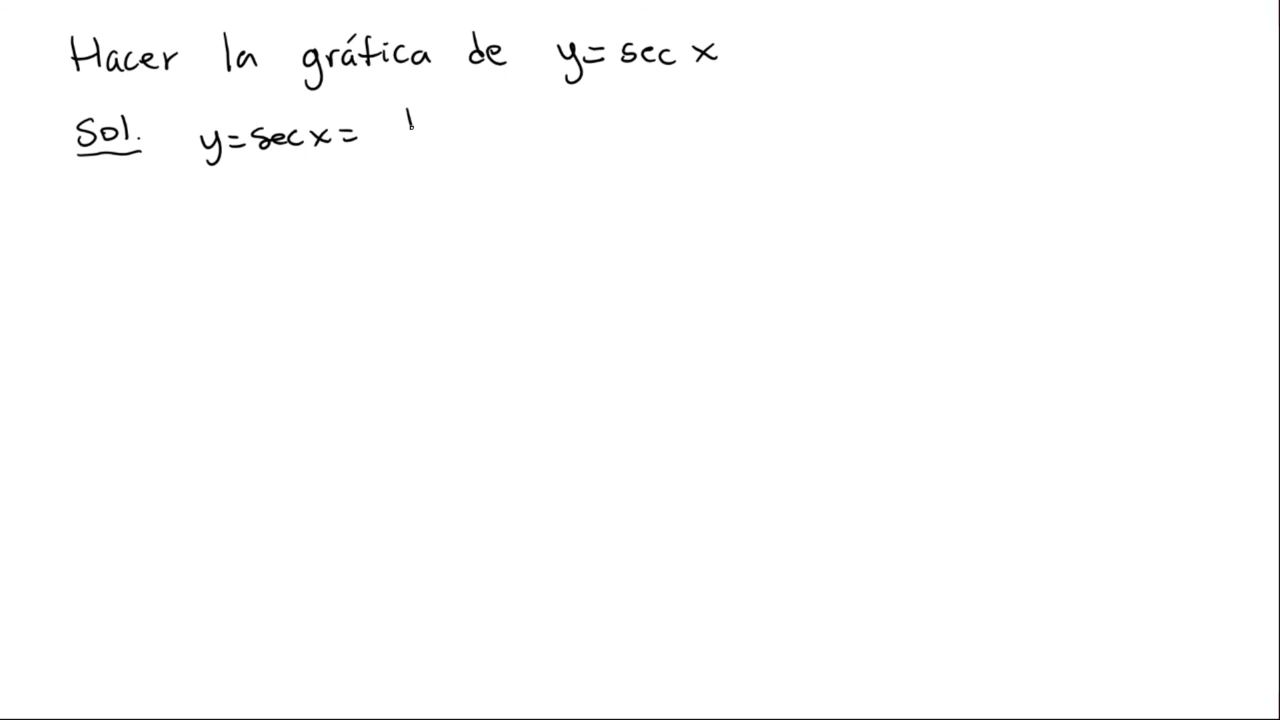 Hacer la gráfica de y = sec x
Sol. y = sec x = 1